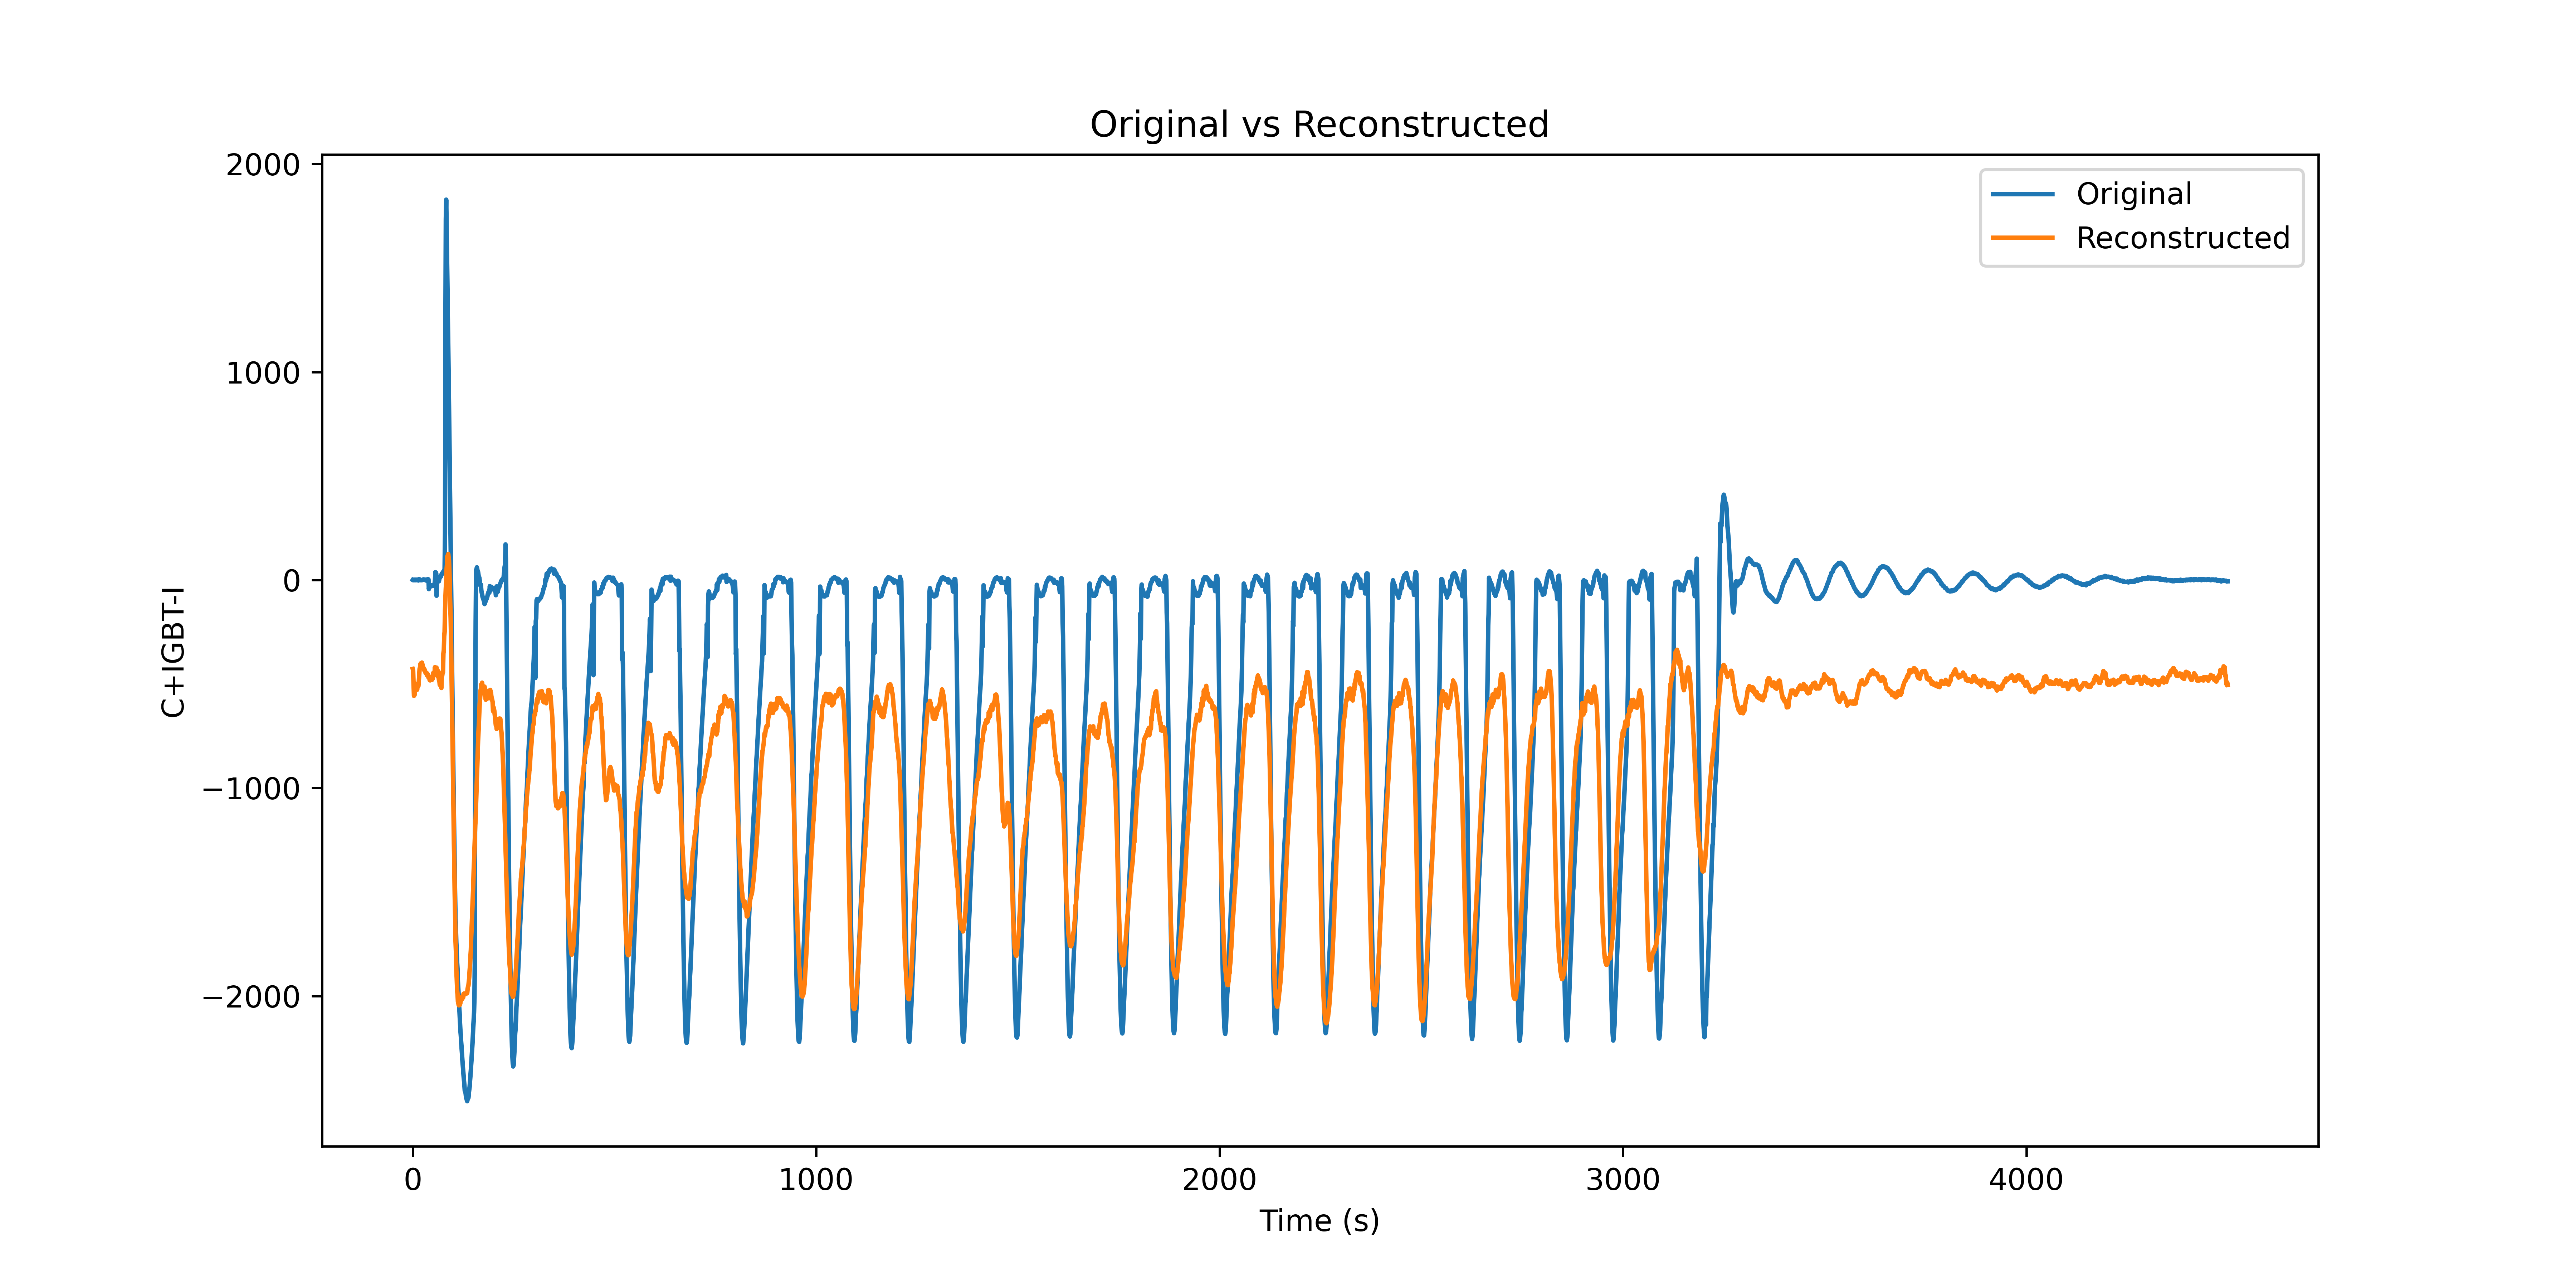 Original vs Reconstructed
2000
1000
0
−1000
−2000
C+IGBT-I
Original
Reconstructed
0
1000
2000
3000
4000
Time (s)